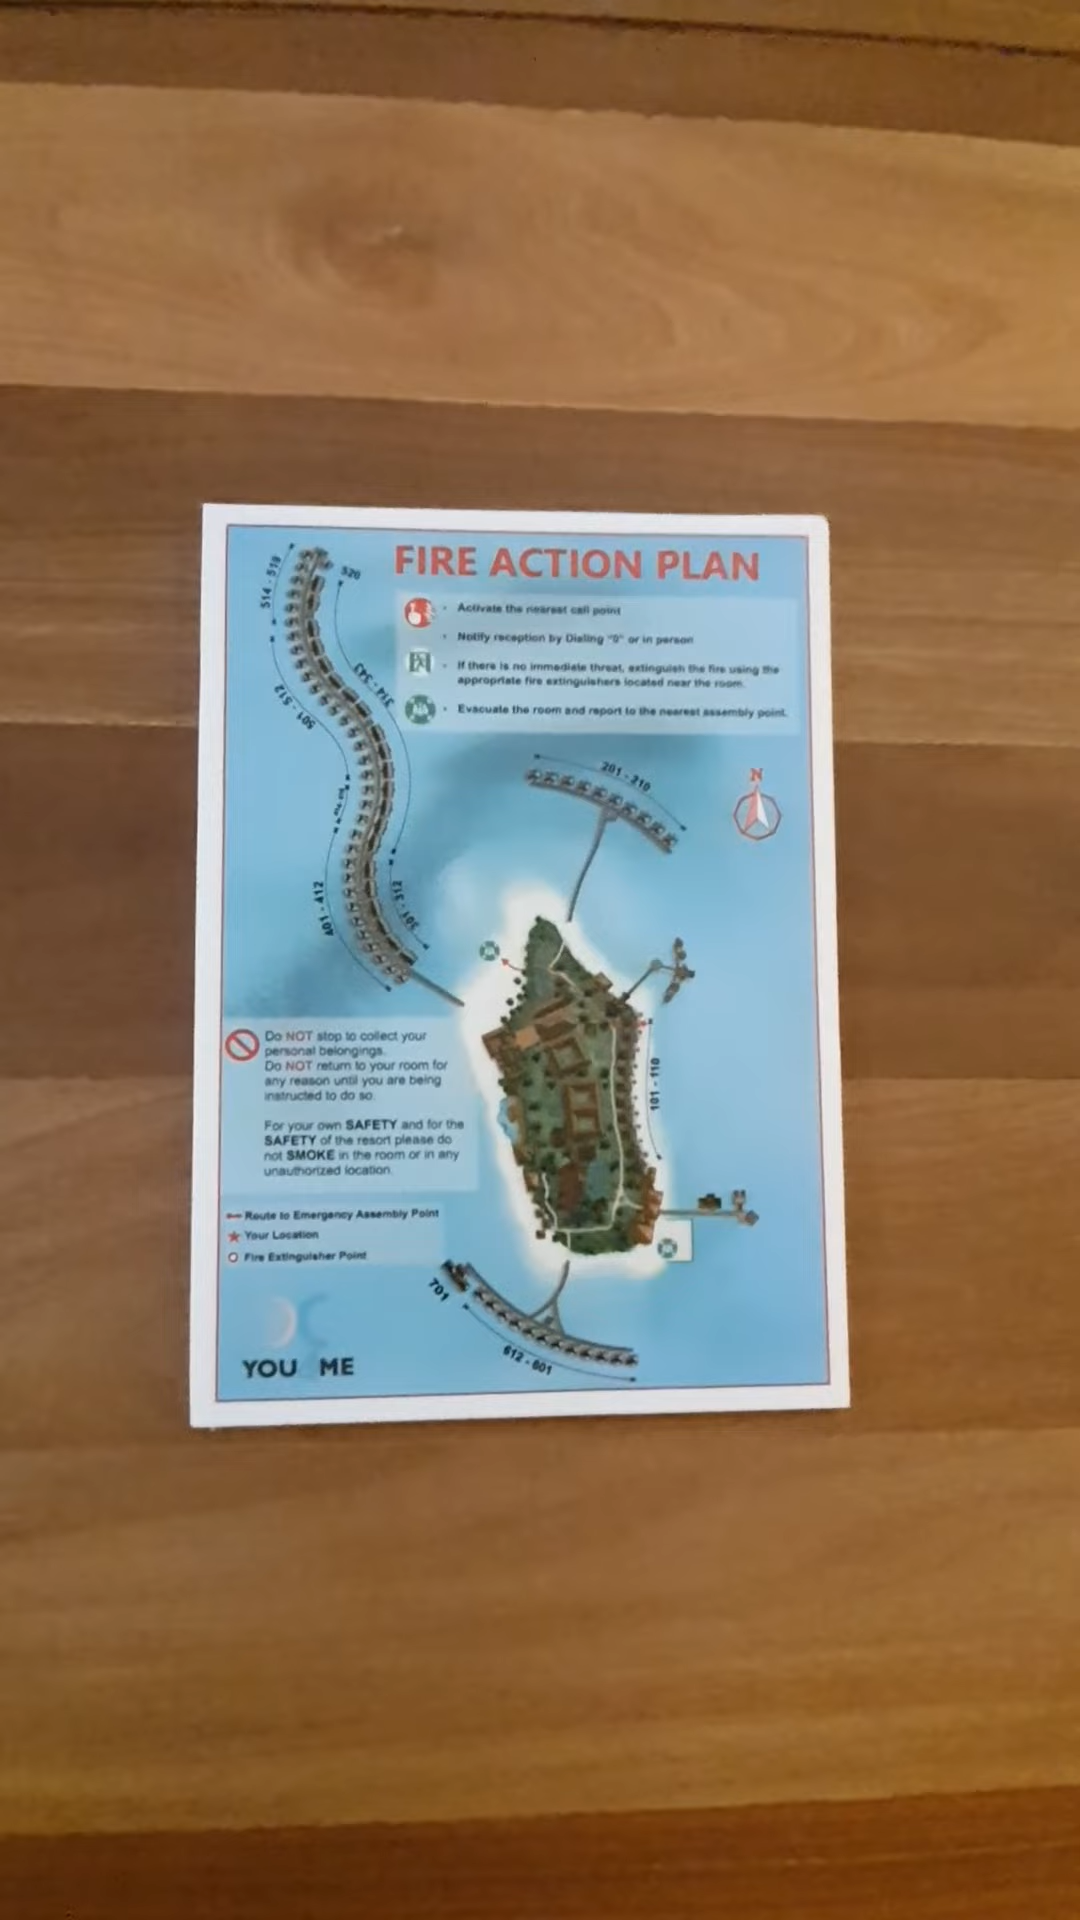 FIRE ACTION PLAN
Activate the nearest call point
Notify reception by Dialing "0" or in person
If there is no immediate threat, extinguish the fire using the
appropriate fire extinguishers located near the room.
Evacuate the room and report to the nearest assembly point.
514 - 519
520
501 - 512
314 - 343
401 - 412
301 - 312
201 - 210
N
101 - 110
Do NOT stop to collect your
personal belongings.
Do NOT return to your room for
any reason until you are being
instructed to do so.
For your own SAFETY and for the
SAFETY of the resort please do
not SMOKE in the room or in any
unauthorized location.
Route to Emergency Assembly Point
Your Location
Fire Extinguisher Point
701
612 - 601
YOU ME